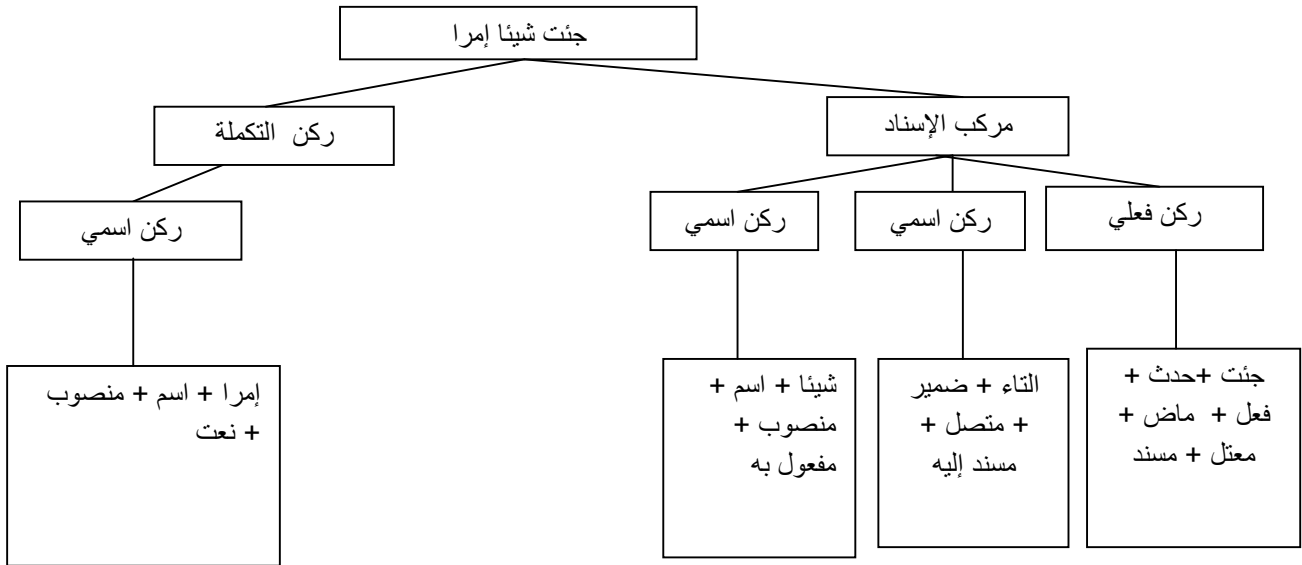 جئت شيئا إمرا
مركب الإسناد
ركن التكملة
ركن فعلي
ركن اسمي
ركن اسمي
ركن اسمي
جئت +حدث +
فعل + ماض +
معتل + مسند
التاء + ضمير
+ متصل +
مسند إليه
شيئا + اسم +
منصوب +
مفعول به
إمرا + اسم + منصوب
+ نعت